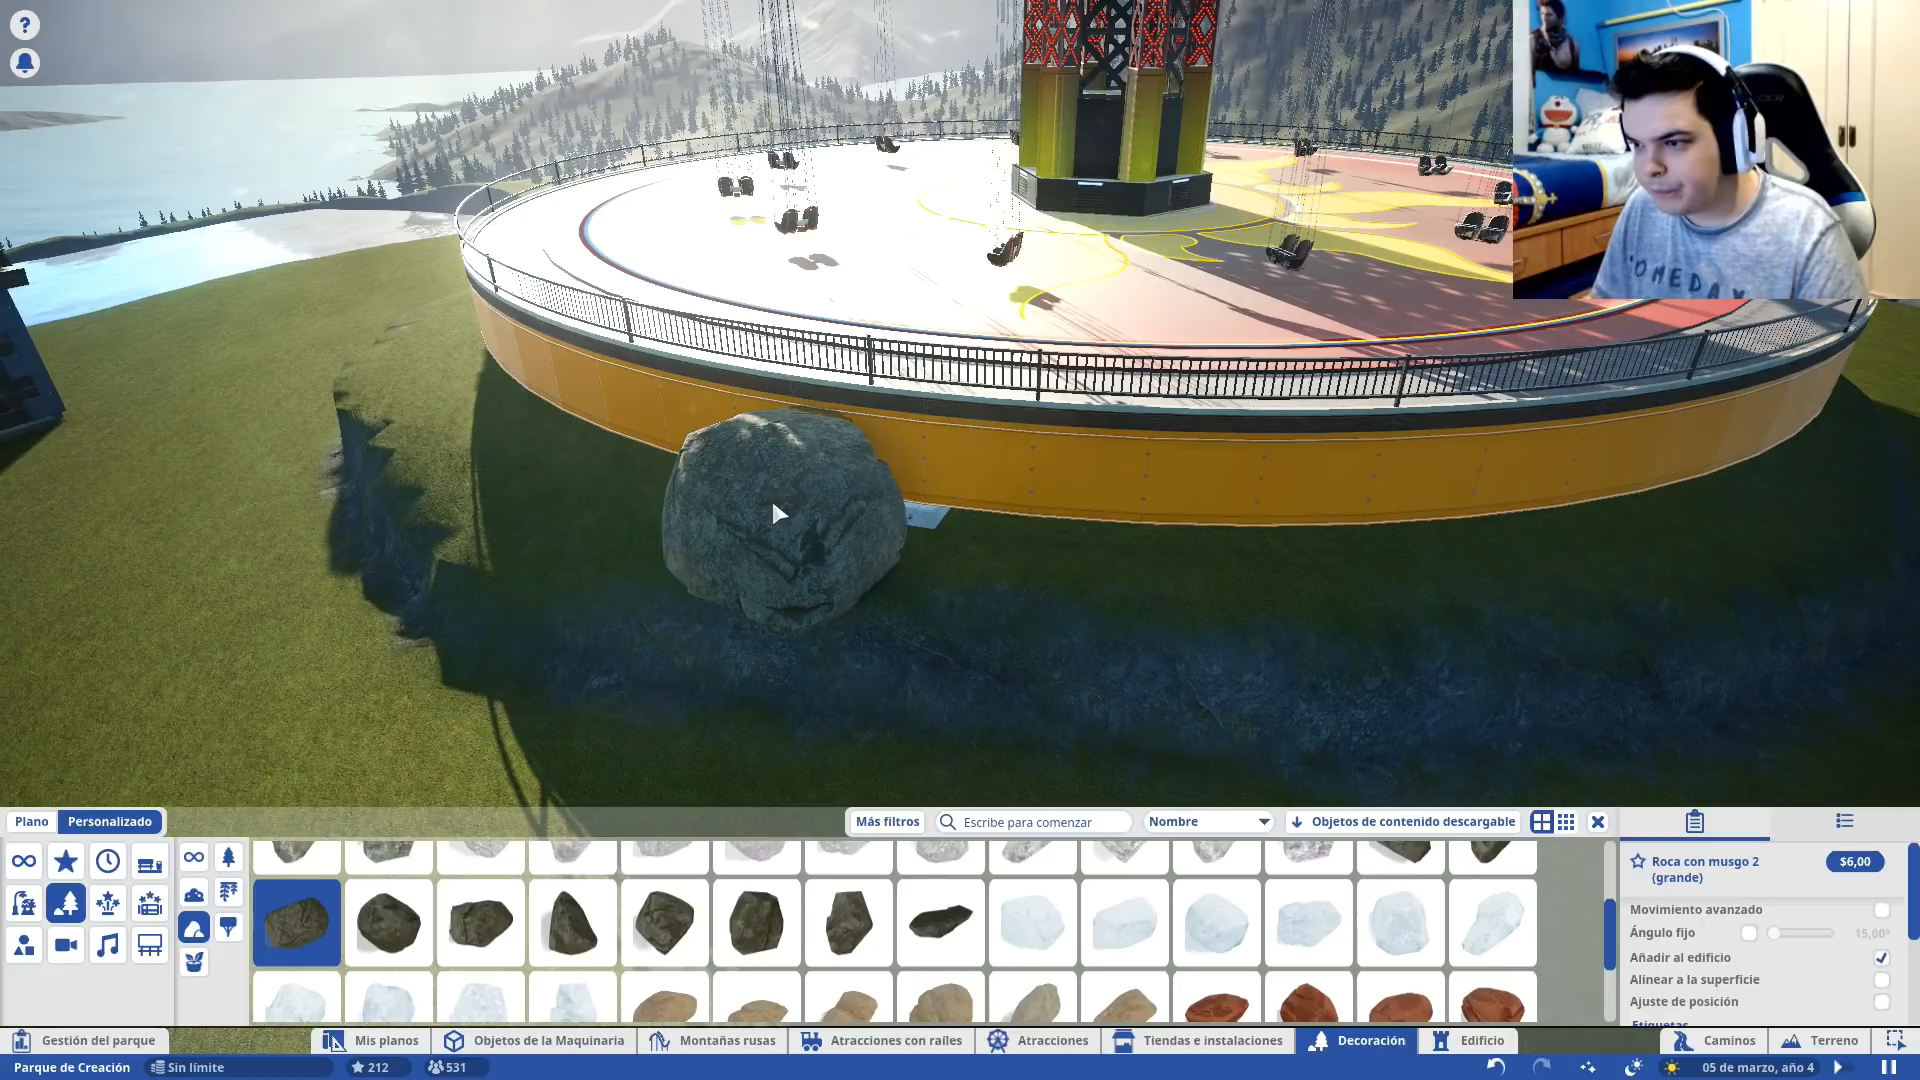 ?
OMEDAY
Plano
Personalizado
Más filtros
Escribe para comenzar
Nombre
Objetos de contenido descargable
Roca con musgo 2
(grande)
$6,00
Movimiento avanzado
Ángulo fijo
15,00°
Añadir al edificio
Alinear a la superficie
Ajuste de posición
Etiquetas
Gestión del parque
Mis planos
Objetos de la Maquinaria
Montañas rusas
Atracciones con raíles
Atracciones
Tiendas e instalaciones
Decoración
Edificio
Caminos
Terreno
Parque de Creación
Sin límite
212
531
05 de marzo, año 4